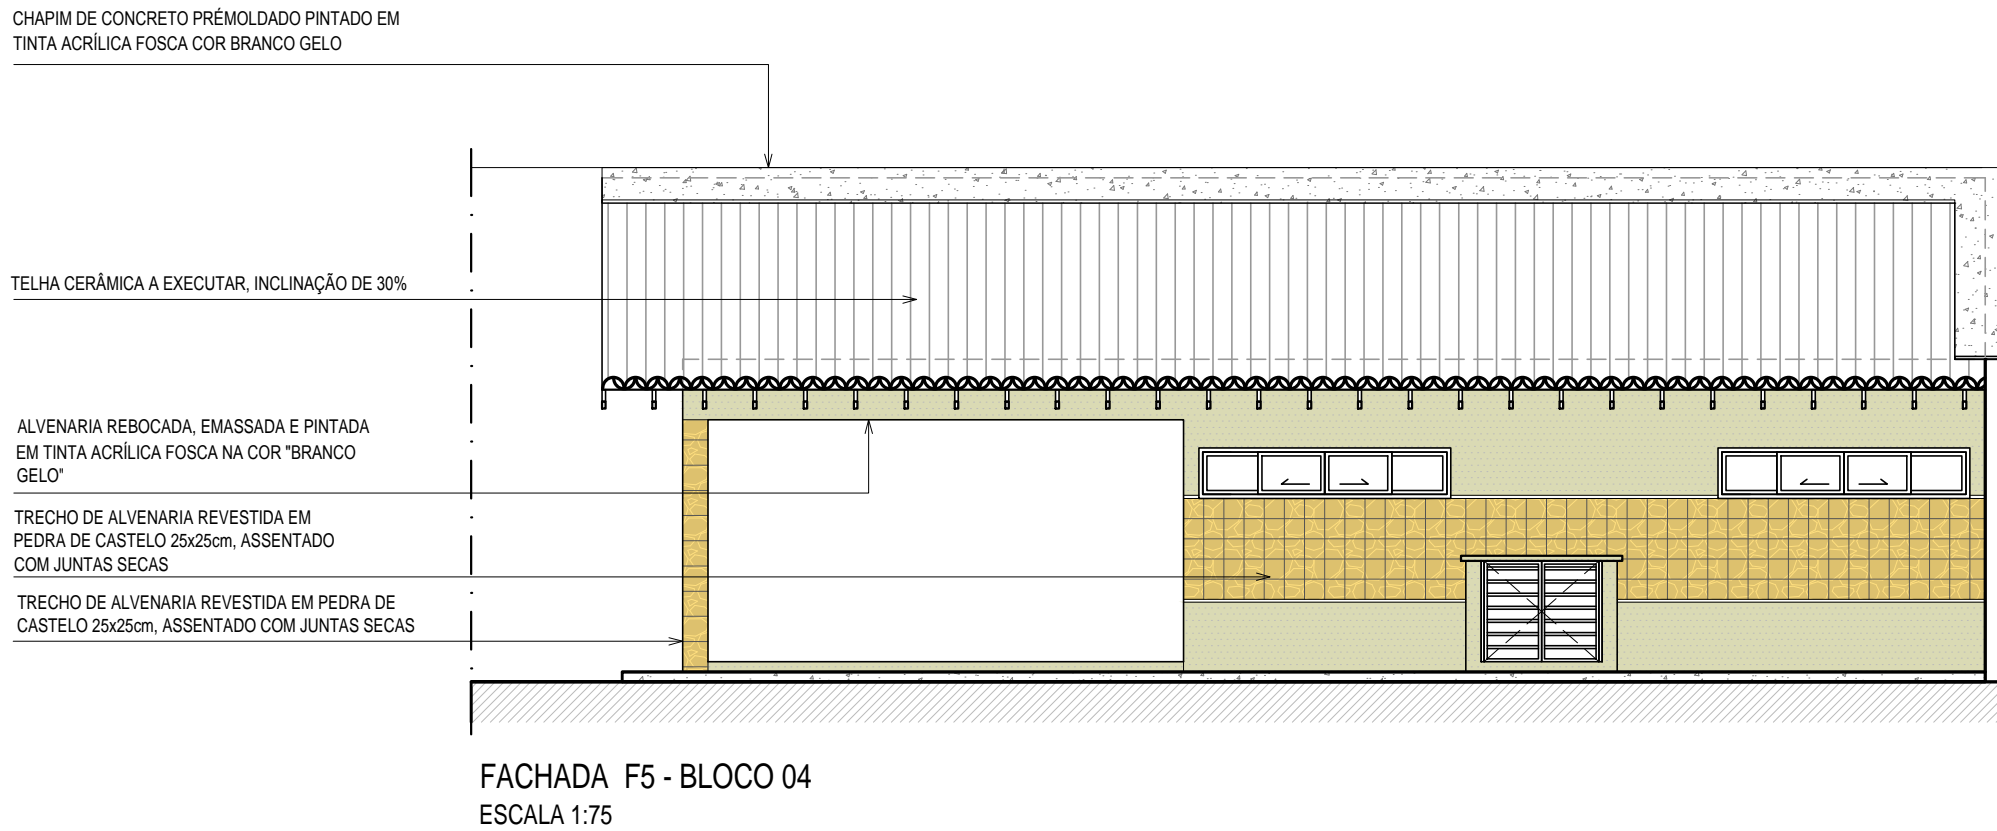 CHAPIM DE CONCRETO PRÉMOLDADO PINTADO EM
TINTA ACRÍLICA FOSCA COR BRANCO GELO
TELHA CERÂMICA A EXECUTAR, INCLINAÇÃO DE 30%
ALVENARIA REBOCADA, EMASSADA E PINTADA
EM TINTA ACRÍLICA FOSCA NA COR "BRANCO
GELO"
TRECHO DE ALVENARIA REVESTIDA EM
PEDRA DE CASTELO 25x25cm, ASSENTADO
COM JUNTAS SECAS
TRECHO DE ALVENARIA REVESTIDA EM PEDRA DE
CASTELO 25x25cm, ASSENTADO COM JUNTAS SECAS
FACHADA F5 - BLOCO 04
ESCALA 1:75